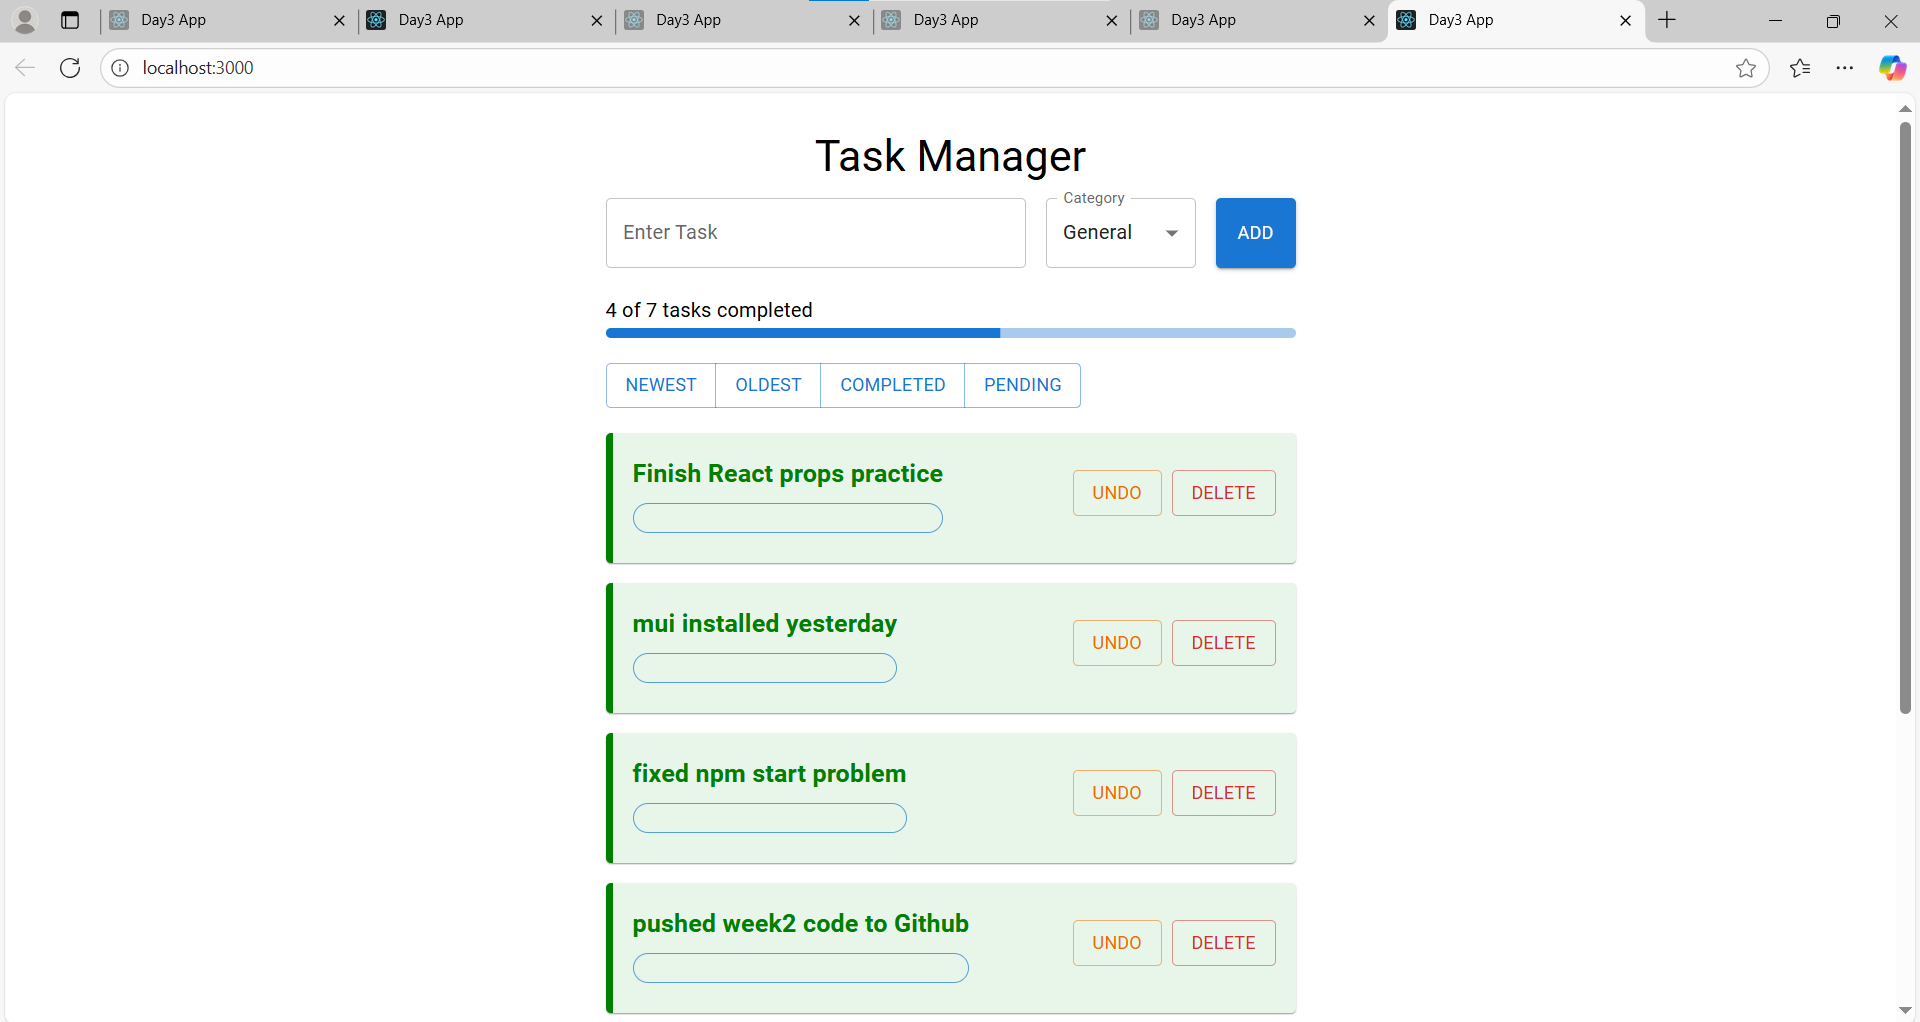 Day3 App
Day3 App
Day3 App
Day3 App
Day3 App
Day3 App
localhost:3000
Task Manager
Enter Task
Category
General
ADD
4 of 7 tasks completed
NEWEST
OLDEST
COMPLETED
PENDING
Finish React props practice
UNDO
DELETE
mui installed yesterday
UNDO
DELETE
fixed npm start problem
UNDO
DELETE
pushed week2 code to Github
UNDO
DELETE